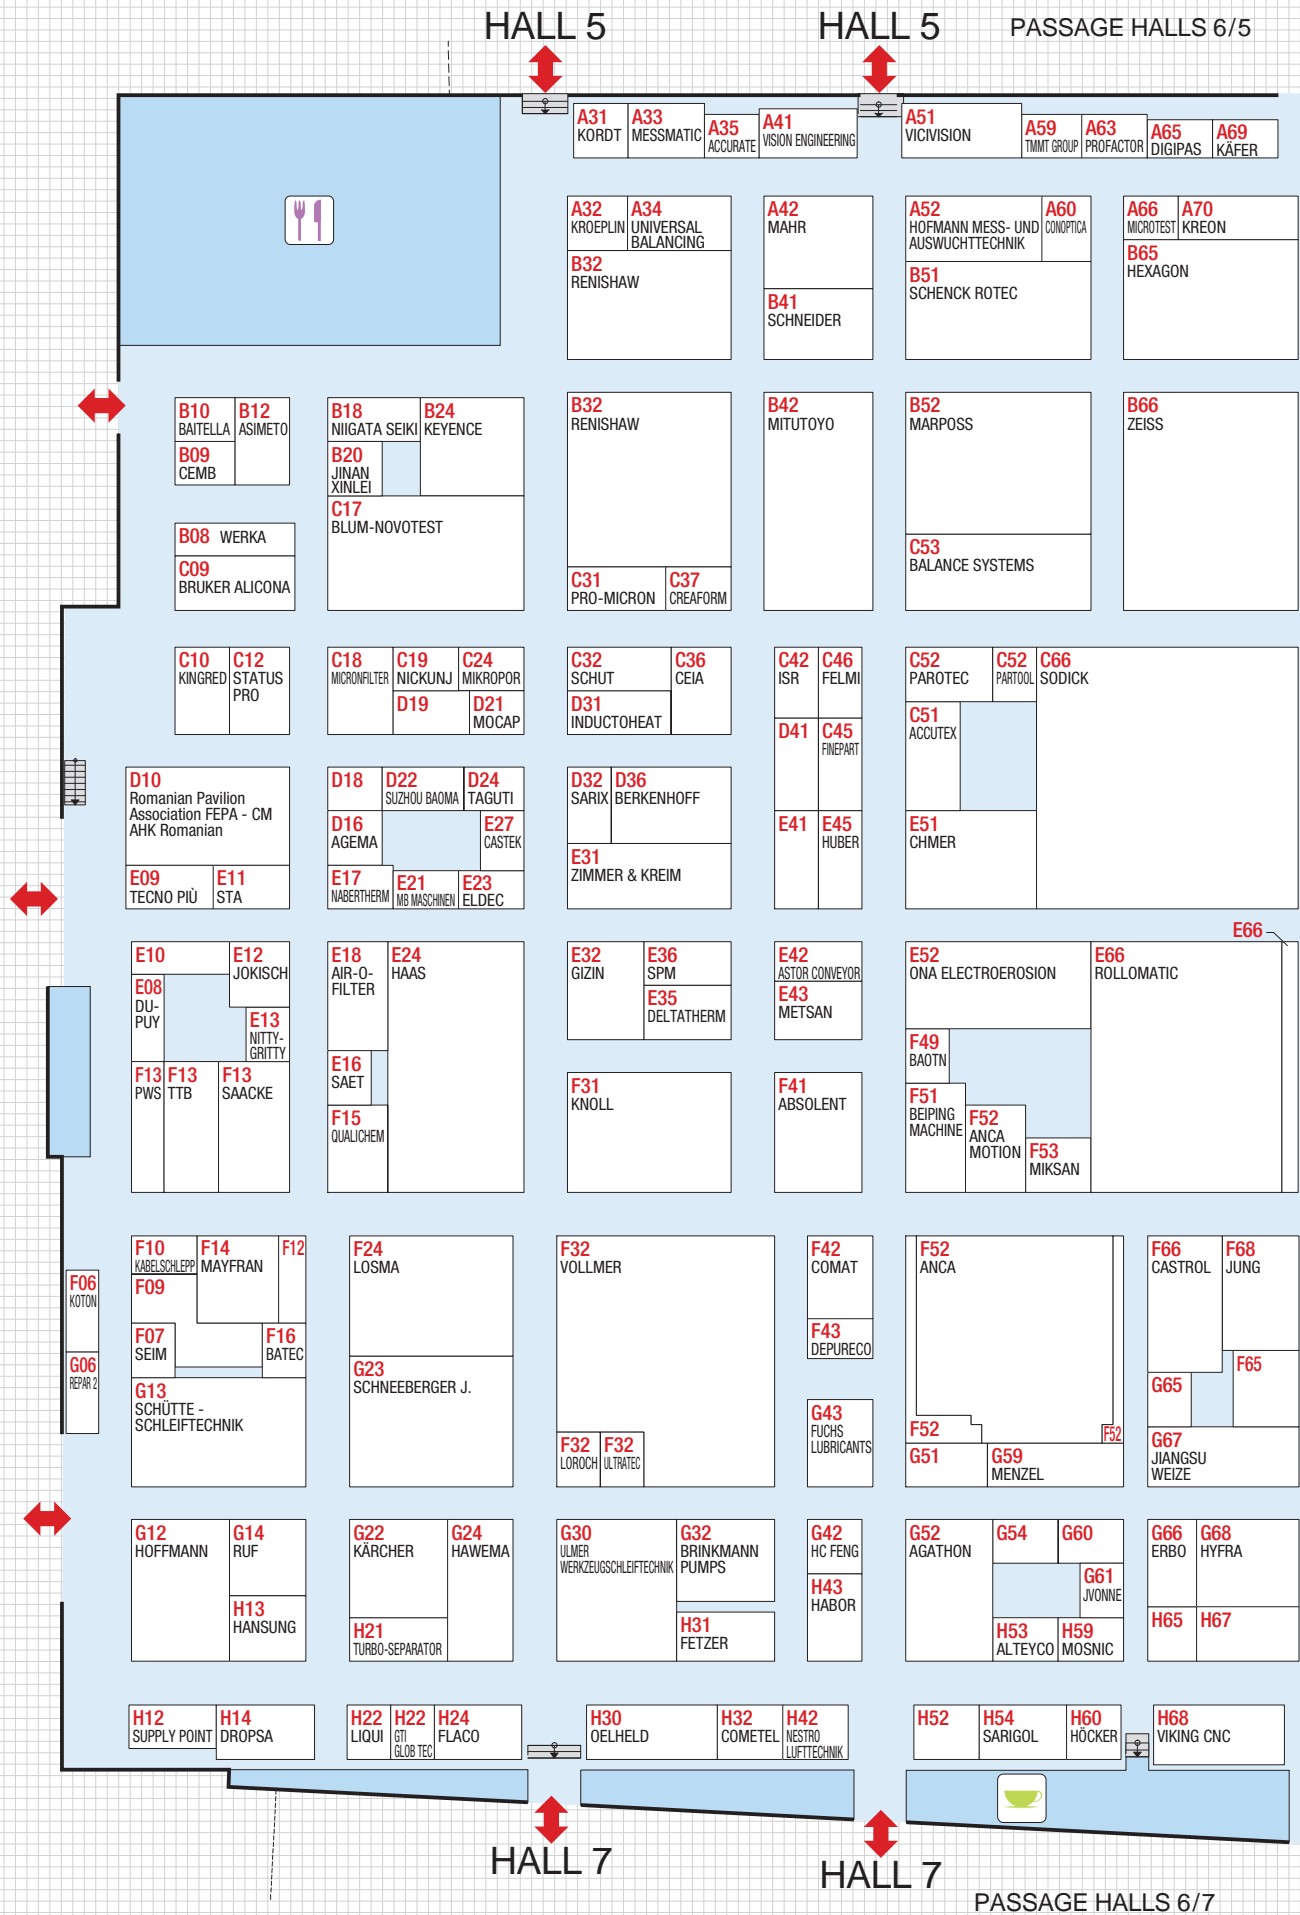 HALL 5
HALL 5
PASSAGE HALLS 6/5
A31
KORDT
A33
MESSMATIC
A35
ACCURATE
A41
VISION ENGINEERING
A51
VICIVISION
A59
TMMT GROUP
A63
PROFACTOR
A65
DIGIPAS
A69
KÄFER
A32
KROEPLIN
A34
UNIVERSAL
BALANCING
B32
RENISHAW
A42
MAHR
B41
SCHNEIDER
A52
HOFMANN MESS- UND
AUSWUCHTTECHNIK
A60
CONOPTICA
B51
SCHENCK ROTEC
A66
MICROTEST
A70
KREON
B65
HEXAGON
B10
BAITELLA
B12
ASIMETO
B09
CEMB
B18
NIIGATA SEIKI
B24
KEYENCE
B20
JINAN
XINLEI
C17
BLUM-NOVOTEST
B32
RENISHAW
B42
MITUTOYO
B52
MARPOSS
B66
ZEISS
B08 WERKA
C09
BRUKER ALICONA
C31
PRO-MICRON
C37
CREAFORM
C53
BALANCE SYSTEMS
C10
KINGRED
C12
STATUS
PRO
C18
MICRONFILTER
C19
NICKUNJ
C24
MIKROPOR
D19
D21
MOCAP
C32
SCHUT
C36
CEIA
D31
INDUCTOHEAT
C42
ISR
C46
FELMI
D41
C45
FINEPART
C52
PAROTEC
C52
PARTOOL
C66
SODICK
C51
ACCUTEX
D10
Romanian Pavilion
Association FEPA - CM
AHK Romanian
E09
TECNO PIÙ
E11
STA
D18
D22
SUZHOU BAOMA
D24
TAGUTI
D16
AGEMA
E27
CASTEK
E17
NABERTHERM
E21
MB MASCHINEN
E23
ELDEC
D32
SARIX
D36
BERKENHOFF
E31
ZIMMER & KREIM
E41
E45
HUBER
E51
CHMER
E66
E10
E12
JOKISCH
E08
DU-
PUY
E13
NITTY-
GRITTY
F13
PWS
F13
TTB
F13
SAACKE
E18
AIR-O-
FILTER
E24
HAAS
E16
SAET
F15
QUALICHEM
E32
GIZIN
E36
SPM
E35
DELTATHERM
F31
KNOLL
E42
ASTOR CONVEYOR
E43
METSAN
F41
ABSOLENT
E52
ONA ELECTROEROSION
E66
ROLLOMATIC
F49
BAOTN
F51
BEIPING
MACHINE
F52
ANCA
MOTION
F53
MIKSAN
F06
KOTON
G06
REPAR 2
F10
KABELSCHLEPP
F14
MAYFRAN
F12
F09
F07
SEIM
F16
BATEC
G13
SCHÜTTE -
SCHLEIFTECHNIK
F24
LOSMA
G23
SCHNEEBERGER J.
F32
VOLLMER
F32
LOROCH
F32
ULTRATEC
F42
COMAT
F43
DEPURECO
G43
FUCHS
LUBRICANTS
F52
ANCA
F52
F52
G51
G59
MENZEL
F66
CASTROL
F68
JUNG
F65
G65
G67
JIANGSU
WEIZE
G12
HOFFMANN
G14
RUF
H13
HANSUNG
G22
KÄRCHER
G24
HAWEMA
H21
TURBO-SEPARATOR
G30
ULMER
WERKZEUGSCHLEIFTECHNIK
G32
BRINKMANN
PUMPS
H31
FETZER
G42
HC FENG
H43
HABOR
G52
AGATHON
G54
G60
G61
JVONNE
H53
ALTEYCO
H59
MOSNIC
G66
ERBO
G68
HYFRA
H65
H67
H12
SUPPLY POINT
H14
DROPSA
H22
LIQUI
H22
GTI
GLOB TEC
H24
FLACO
H30
OELHELD
H32
COMETEL
H42
NESTRO
LUFTTECHNIK
H52
H54
SARIGOL
H60
HÖCKER
H68
VIKING CNC
HALL 7
HALL 7
PASSAGE HALLS 6/7